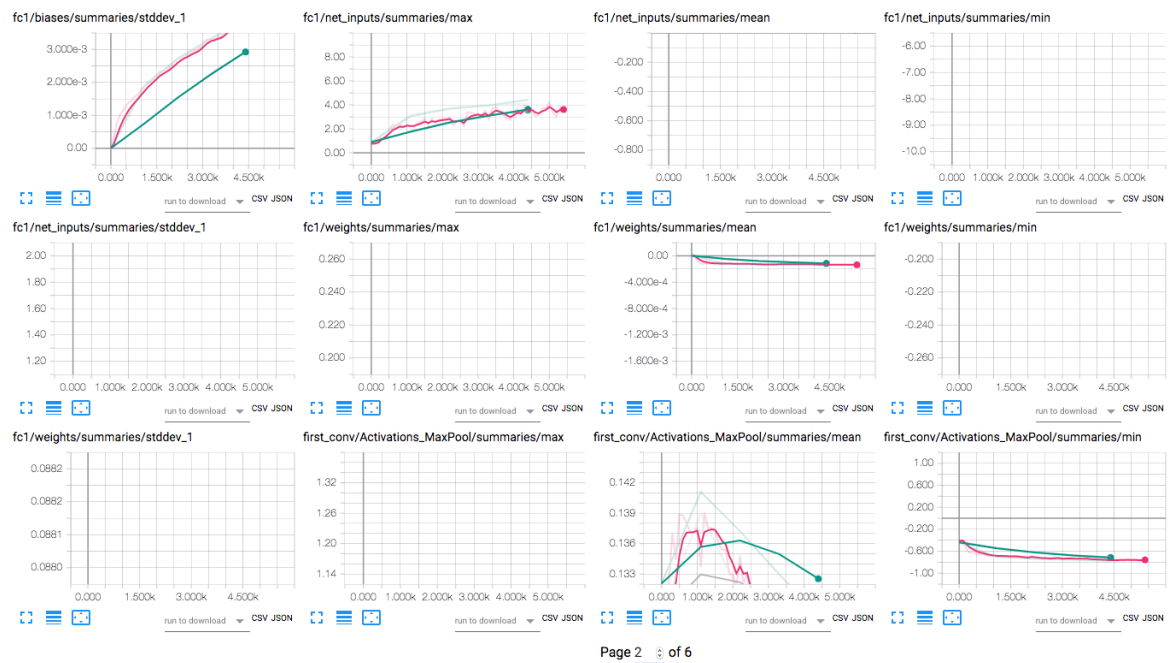 fc1/biases/summaries/stddev_1
3.000e-3
2.000e-3
1.000e-3
0.00
0.000 1.500k 3.000k 4.500k
run to download CSV JSON
fc1/net_inputs/summaries/max
8.00
6.00
4.00
2.00
0.00
0.000 1.000k 2.000k 3.000k 4.000k 5.000k
run to download CSV JSON
fc1/net_inputs/summaries/mean
-0.200
-0.400
-0.600
-0.800
0.000 1.500k 3.000k 4.500k
run to download CSV JSON
fc1/net_inputs/summaries/min
-6.00
-7.00
-8.00
-9.00
-10.0
0.000 1.000k 2.000k 3.000k 4.000k 5.000k
run to download CSV JSON
fc1/net_inputs/summaries/stddev_1
2.00
1.80
1.60
1.40
1.20
0.000 1.000k 2.000k 3.000k 4.000k 5.000k
run to download CSV JSON
fc1/weights/summaries/max
0.260
0.240
0.220
0.200
0.000 1.000k 2.000k 3.000k 4.000k 5.000k
run to download CSV JSON
fc1/weights/summaries/mean
0.00
-4.000e-4
-8.000e-4
-1.200e-3
-1.600e-3
0.000 1.500k 3.000k 4.500k
run to download CSV JSON
fc1/weights/summaries/min
-0.200
-0.220
-0.240
-0.260
0.000 1.500k 3.000k 4.500k
run to download CSV JSON
fc1/weights/summaries/stddev_1
0.0882
0.0882
0.0881
0.0880
0.000 1.500k 3.000k 4.500k
run to download CSV JSON
first_conv/Activations_MaxPool/summaries/max
1.32
1.26
1.20
1.14
0.000 1.000k 2.000k 3.000k 4.000k 5.000k
run to download CSV JSON
first_conv/Activations_MaxPool/summaries/mean
0.142
0.139
0.136
0.133
0.000 1.000k 2.000k 3.000k 4.000k 5.000k
run to download CSV JSON
first_conv/Activations_MaxPool/summaries/min
1.00
0.600
0.200
-0.200
-0.600
-1.00
0.000 1.500k 3.000k 4.500k
run to download CSV JSON
Page 2 of 6